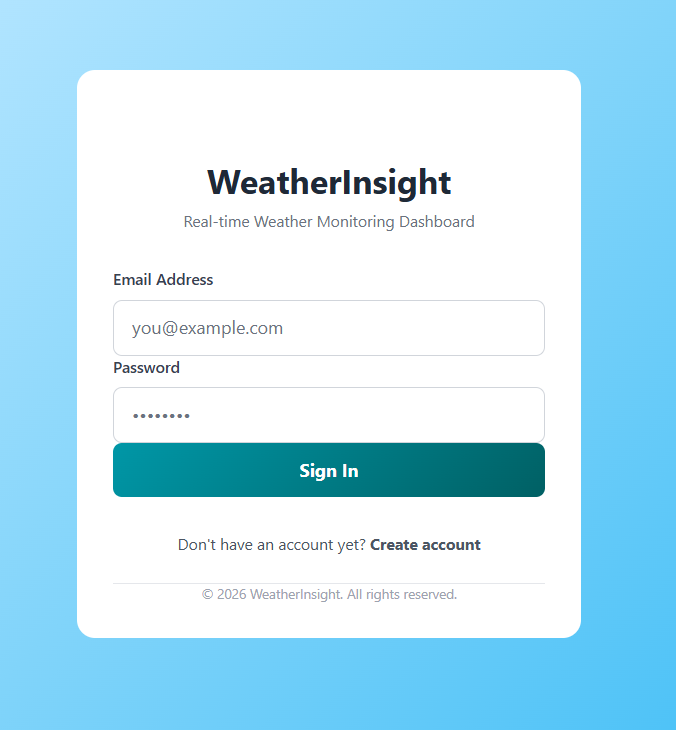 WeatherInsight
Real-time Weather Monitoring Dashboard
Email Address
you@example.com
Password
••••••••
Sign In
Don't have an account yet? Create account
© 2026 WeatherInsight. All rights reserved.